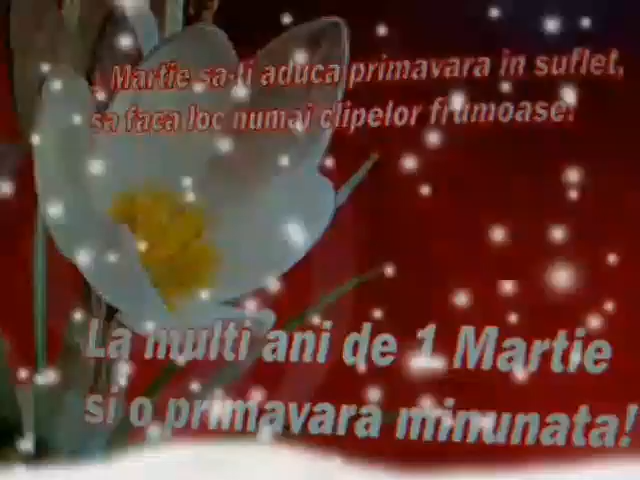 1 Martie sa-ti aduca primavara in suflet,
sa faca loc numai clipelor frumoase!
La multi ani de 1 Martie
si o primavara minunata!